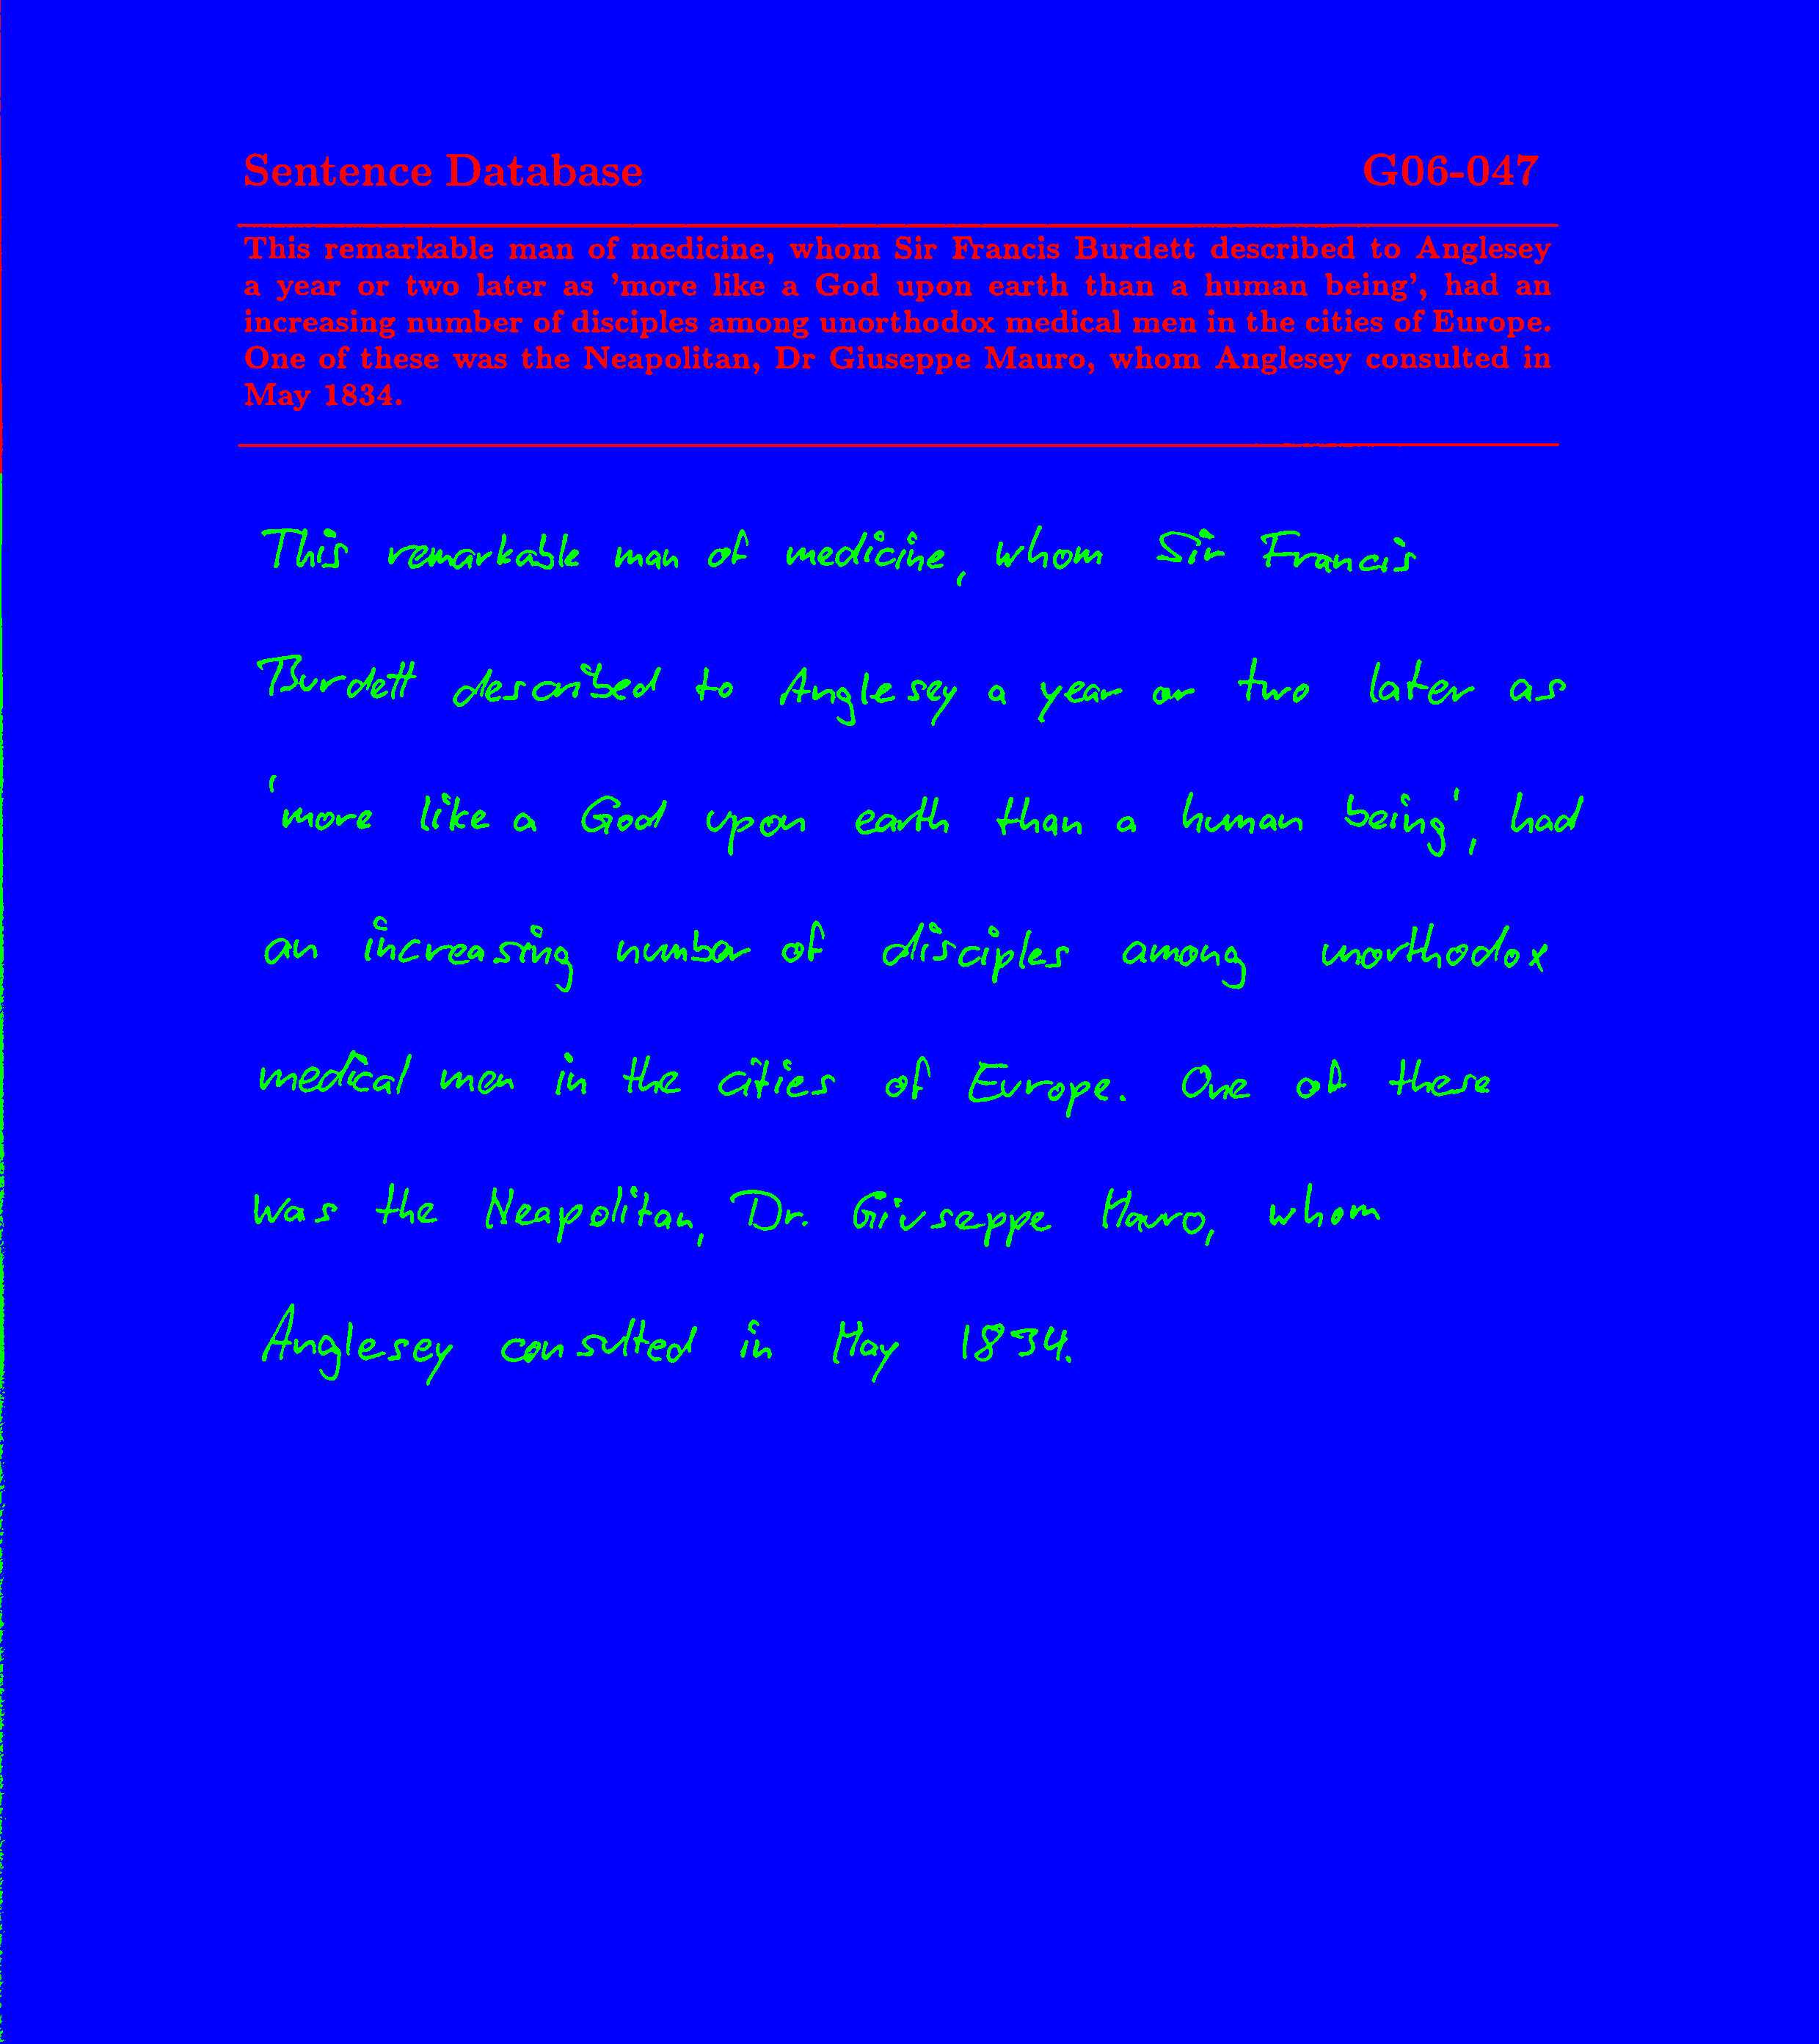 Sentence Database G06-047
This remarkable man of medicine, whom Sir Francis Burdett described to Anglesey
a year or two later as 'more like a God upon earth than a human being', had an
increasing number of disciples among unorthodox medical men in the cities of Europe.
One of these was the Neapolitan, Dr Giuseppe Mauro, whom Anglesey consulted in
May 1834.
This remarkable man of medicine, whom Sir Francis
Burdett described to Anglesey a year or two later as
'more like a God upon earth than a human being', had
an increasing number of disciples among unorthodox
medical men in the cities of Europe. One of these
was the Neapolitan, Dr. Giuseppe Mauro, whom
Anglesey consulted in May 1834.